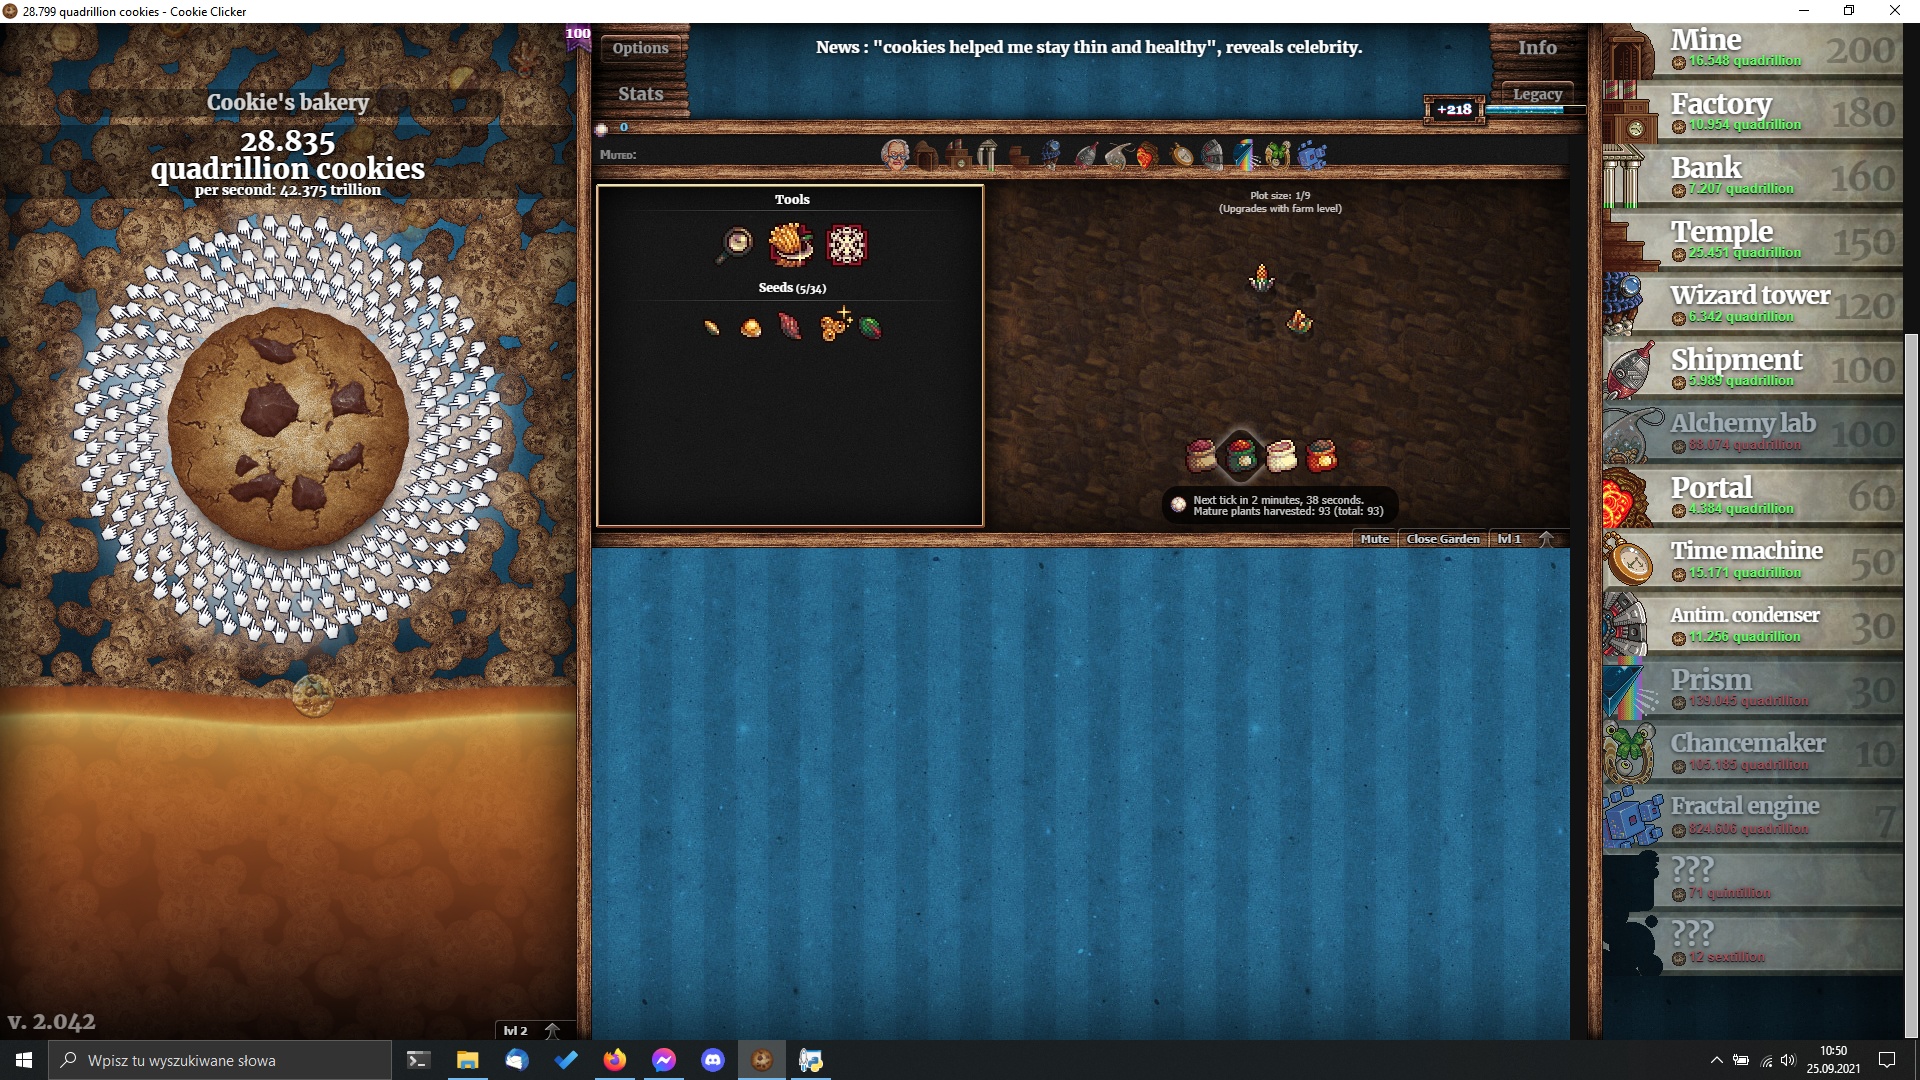 28.799 quadrillion cookies - Cookie Clicker
100
Options
News : "cookies helped me stay thin and healthy", reveals celebrity.
Info
Stats
Legacy
+218
Cookie's bakery
28.835
quadrillion cookies
per second: 42.375 trillion
0
Muted:
Tools
Seeds (5/34)
Plot size: 1/9
(Upgrades with farm level)
Next tick in 2 minutes, 38 seconds.
Mature plants harvested: 93 (total: 93)
Mute
Close Garden
lvl 1
Mine
16.548 quadrillion
200
Factory
10.954 quadrillion
180
Bank
7.207 quadrillion
160
Temple
25.451 quadrillion
150
Wizard tower
6.342 quadrillion
120
Shipment
5.989 quadrillion
100
Alchemy lab
88.074 quadrillion
100
Portal
4.384 quadrillion
60
Time machine
15.171 quadrillion
50
Antim. condenser
11.256 quadrillion
30
Prism
139.045 quadrillion
30
Chancemaker
105.185 quadrillion
10
Fractal engine
824.606 quadrillion
7
???
71 quintillion
???
12 sextillion
v. 2.042
lvl 2
Wpisz tu wyszukiwane słowa
10:50
25.09.2021